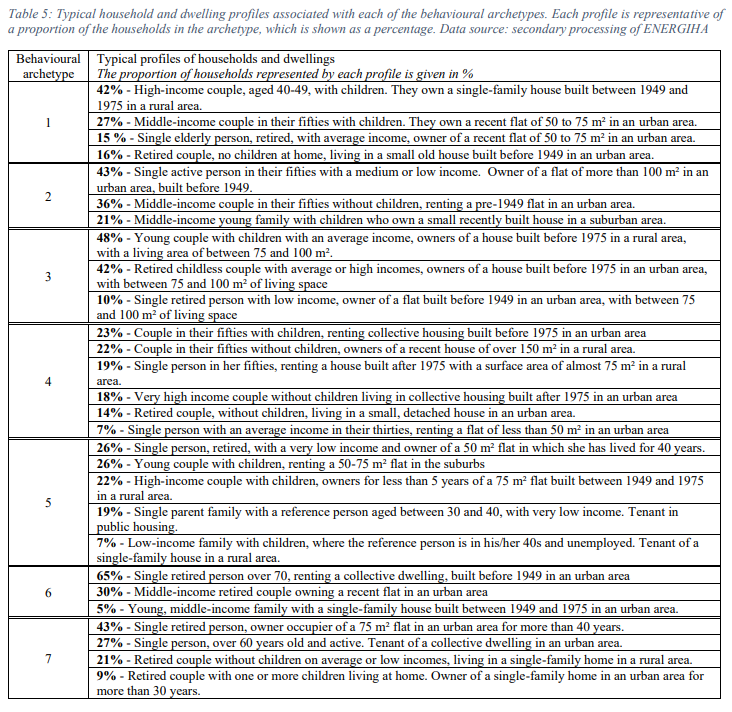 Table 5: Typical household and dwelling profiles associated with each of the behavioural archetypes. Each profile is representative of
a proportion of the households in the archetype, which is shown as a percentage. Data source: secondary processing of ENERGIHA
Behavioural
archetype
Typical profiles of households and dwellings
The proportion of households represented by each profile is given in %
1
42% - High-income couple, aged 40-49, with children. They own a single-family house built between 1949 and
1975 in a rural area.
27% - Middle-income couple in their fifties with children. They own a recent flat of 50 to 75 m² in an urban area.
15 % - Single elderly person, retired, with average income, owner of a recent flat of 50 to 75 m² in an urban area.
16% - Retired couple, no children at home, living in a small old house built before 1949 in an urban area.
2
43% - Single active person in their fifties with a medium or low income.  Owner of a flat of more than 100 m² in an
urban area, built before 1949.
36% - Middle-income couple in their fifties without children, renting a pre-1949 flat in an urban area.
21% - Middle-income young family with children who own a small recently built house in a suburban area.
3
48% - Young couple with children with an average income, owners of a house built before 1975 in a rural area,
with a living area of between 75 and 100 m².
42% - Retired childless couple with average or high incomes, owners of a house built before 1975 in an urban area,
with between 75 and 100 m² of living space
10% - Single retired person with low income, owner of a flat built before 1949 in an urban area, with between 75
and 100 m² of living space
4
23% - Couple in their fifties with children, renting collective housing built before 1975 in an urban area
22% - Couple in their fifties without children, owners of a recent house of over 150 m² in a rural area.
19% - Single person in her fifties, renting a house built after 1975 with a surface area of almost 75 m² in a rural
area.
18% - Very high income couple without children living in collective housing built after 1975 in an urban area
14% - Retired couple, without children, living in a small, detached house in an urban area.
7% - Single person with an average income in their thirties, renting a flat of less than 50 m² in an urban area
5
26% - Single person, retired, with a very low income and owner of a 50 m² flat in which she has lived for 40 years.
26% - Young couple with children, renting a 50-75 m² flat in the suburbs
22% - High-income couple with children, owners for less than 5 years of a 75 m² flat built between 1949 and 1975
in a rural area.
19% - Single parent family with a reference person aged between 30 and 40, with very low income. Tenant in
public housing.
7% - Low-income family with children, where the reference person is in his/her 40s and unemployed. Tenant of a
single-family house in a rural area.
6
65% - Single retired person over 70, renting a collective dwelling, built before 1949 in an urban area
30% - Middle-income retired couple owning a recent flat in an urban area
5% - Young, middle-income family with a single-family house built between 1949 and 1975 in an urban area.
7
43% - Single retired person, owner occupier of a 75 m² flat in an urban area for more than 40 years.
27% - Single person, over 60 years old and active. Tenant of a collective dwelling in an urban area.
21% - Retired couple without children on average or low incomes, living in a single-family home in a rural area.
9% - Retired couple with one or more children living at home. Owner of a single-family home in an urban area for
more than 30 years.